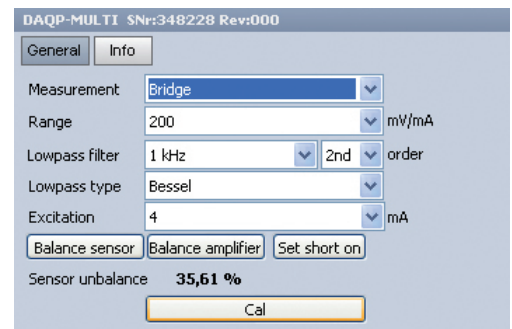 DAQP-MULTI SNr:348228 Rev:000
General Info
Measurement Bridge
Range 200 mV/mA
Lowpass filter 1 kHz 2nd order
Lowpass type Bessel
Excitation 4 mA
Balance sensor Balance amplifier Set short on
Sensor unbalance 35,61 %
Cal